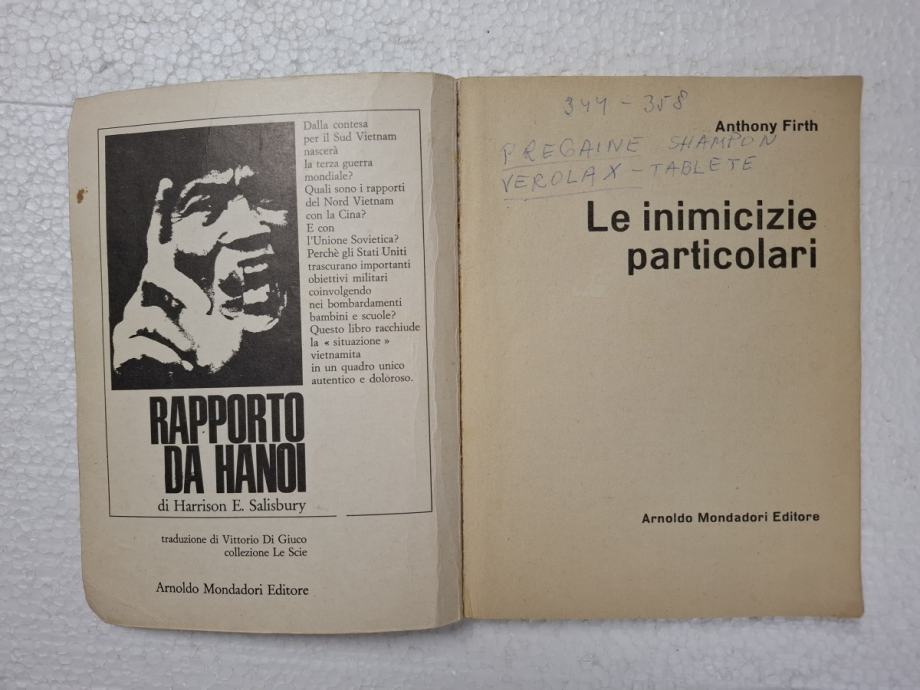 Dalla contesa
per il Sud Vietnam
nascerà
la terza guerra
mondiale?
Quali sono i rapporti
del Nord Vietnam
con la Cina?
E con
l'Unione Sovietica?
Perchè gli Stati Uniti
trascurano importanti
obiettivi militari
coinvolgendo
nei bombardamenti
bambini e scuole?
Questo libro racchiude
la « situazione »
vietnamita
in un quadro unico
autentico e doloroso.
RAPPORTO
DA HANOI
di Harrison E. Salisbury
traduzione di Vittorio Di Giuco
collezione Le Scie
Arnoldo Mondadori Editore
344 - 358
Anthony Firth
PREGAINE SHAMPON
VEROLAX - TABLETE
Le inimicizie
particolari
Arnoldo Mondadori Editore